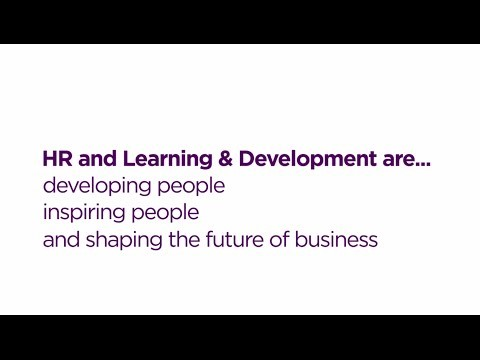 HR and Learning & Development are...
developing people
inspiring people
and shaping the future of business